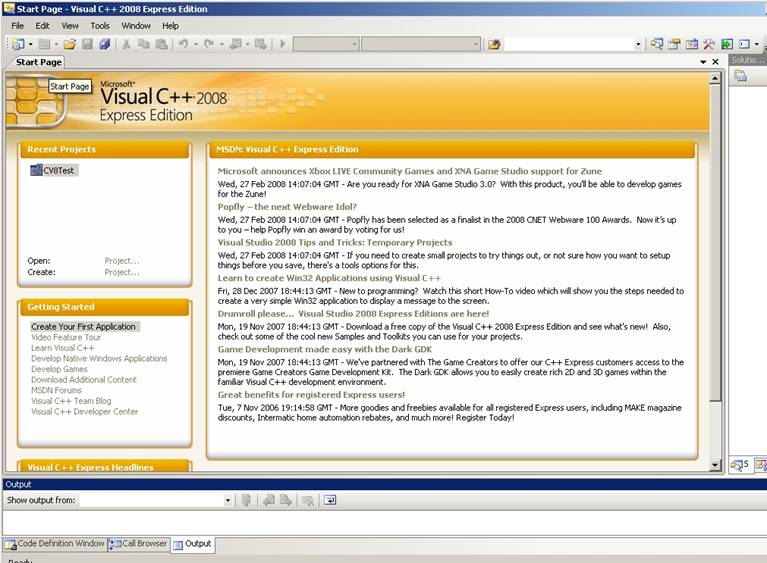 Start Page - Visual C++ 2008 Express Edition
File Edit View Tools Window Help
Start Page
Solutio...
Start Page
Microsoft®
Visual C++ 2008
Express Edition
Recent Projects
CV8Test
Open: Project...
Create: Project...
Getting Started
Create Your First Application
Video Feature Tour
Learn Visual C++
Develop Native Windows Applications
Develop Games
Download Additional Content
MSDN Forums
Visual C++ Team Blog
Visual C++ Developer Center
Visual C++ Express Headlines
MSDN: Visual C++ Express Edition
Microsoft announces Xbox LIVE Community Games and XNA Game Studio support for Zune
Wed, 27 Feb 2008 14:07:04 GMT - Are you ready for XNA Game Studio 3.0?  With this product, you'll be able to develop games
for the Zune!
Popfly – the next Webware Idol?
Wed, 27 Feb 2008 14:07:04 GMT - Popfly has been selected as a finalist in the 2008 CNET Webware 100 Awards.  Now it's up
to you – help Popfly win an award by voting for us!
Visual Studio 2008 Tips and Tricks: Temporary Projects
Wed, 27 Feb 2008 14:07:04 GMT - If you need to create small projects to try things out, or not sure how you want to setup
things before you save, there's a tools option for this.
Learn to create Win32 Applications using Visual C++
Fri, 28 Dec 2007 18:44:13 GMT - New to programming?  Watch this short How-To video which will show you the steps needed to
create a very simple Win32 application to display a message to the screen.
Drumroll please...  Visual Studio 2008 Express Editions are here!
Mon, 19 Nov 2007 18:44:13 GMT - Download a free copy of the Visual C++ 2008 Express Edition and see what's new!  Also,
check out some of the cool new Samples and Toolkits you can use for your projects.
Game Development made easy with the Dark GDK
Mon, 19 Nov 2007 18:44:13 GMT - We've partnered with The Game Creators to offer our C++ Express customers access to the
premiere Game Creators Game Development Kit.  The Dark GDK allows you to easily create rich 2D and 3D games within the
familiar Visual C++ development environment.
Great benefits for registered Express users!
Tue, 7 Nov 2006 19:14:58 GMT - More goodies and freebies available for all registered Express users, including MAKE magazine
discounts, Intermatic home automation rebates, and much more! Register Today!
S
Output
Show output from:
Code Definition Window Call Browser Output
Ready